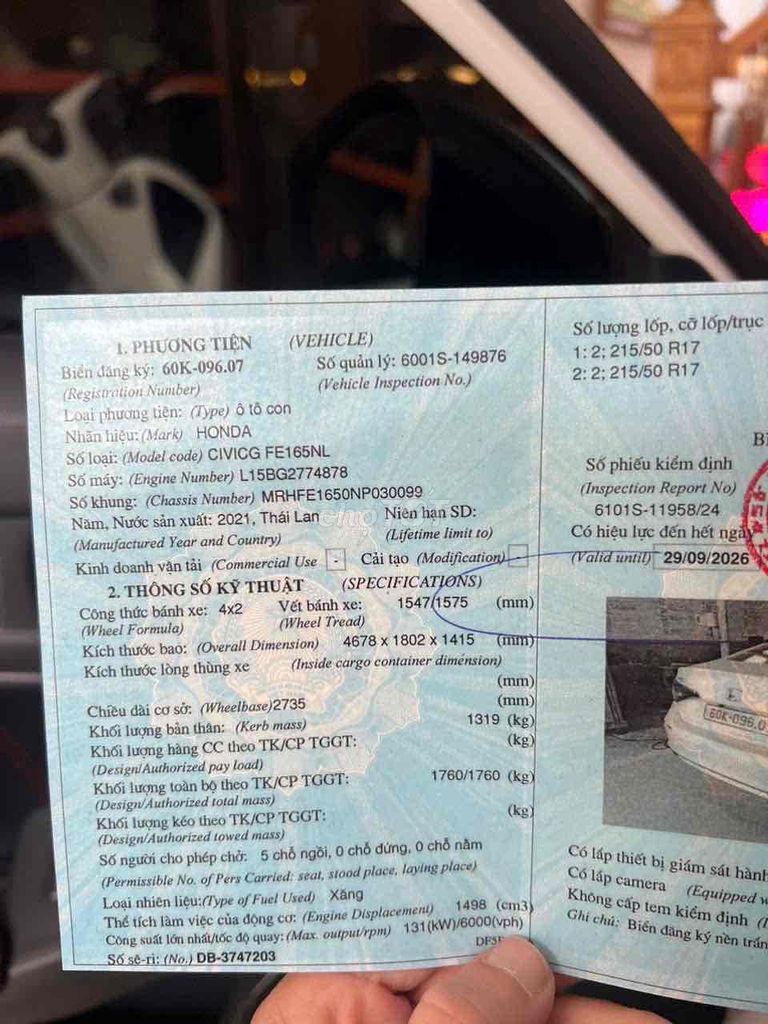 1. PHƯƠNG TIỆN (VEHICLE)
Biển đăng ký: 60K-096.07 Số quản lý: 6001S-149876
(Registration Number) (Vehicle Inspection No.)
Loại phương tiện: (Type) Ô tô con
Nhãn hiệu: (Mark) HONDA
Số loại: (Model code) CIVICG FE165NL
Số máy: (Engine Number) L15BG2774878
Số khung: (Chassis Number) MRHFE1650NP030099
Năm, Nước sản xuất: 2021, Thái Lan Niên hạn SD:
(Manufactured Year and Country) (Lifetime limit to)
Kinh doanh vận tải (Commercial Use - Cải tạo (Modification) -
2. THÔNG SỐ KỸ THUẬT (SPECIFICATIONS)
Công thức bánh xe: 4x2 Vết bánh xe: 1547/1575 (mm)
(Wheel Formula) (Wheel Tread)
Kích thước bao: (Overall Dimension) 4678 x 1802 x 1415 (mm)
Kích thước lòng thùng xe (Inside cargo container dimension)
(mm)
Chiều dài cơ sở: (Wheelbase)2735 (mm)
Khối lượng bản thân: (Kerb mass) 1319 (kg)
Khối lượng hàng CC theo TK/CP TGGT: (kg)
(Design/Authorized pay load)
Khối lượng toàn bộ theo TK/CP TGGT: 1760/1760 (kg)
(Design/Authorized total mass)
Khối lượng kéo theo TK/CP TGGT: (kg)
(Design/Authorized towed mass)
Số người cho phép chở: 5 chỗ ngồi, 0 chỗ đứng, 0 chỗ nằm
(Permissible No. of Pers Carried: seat, stood place, laying place)
Loại nhiên liệu:(Type of Fuel Used) Xăng
Thể tích làm việc của động cơ: (Engine Displacement) 1498 (cm3)
Công suất lớn nhất/tốc độ quay:(Max. output/rpm) 131(kW)/6000(vph)
Số sê-ri: (No.) DB-3747203
Số lượng lốp, cỡ lốp/trục
1: 2; 215/50 R17
2: 2; 215/50 R17
Số phiếu kiểm định
(Inspection Report No)
6101S-11958/24
Có hiệu lực đến hết ngày
(Valid until) 29/09/2026
60K-096.0
Có lắp thiết bị giám sát hành
Có lắp camera (Equipped
Không cấp tem kiểm định
Ghi chú: Biển đăng ký nền
chợ